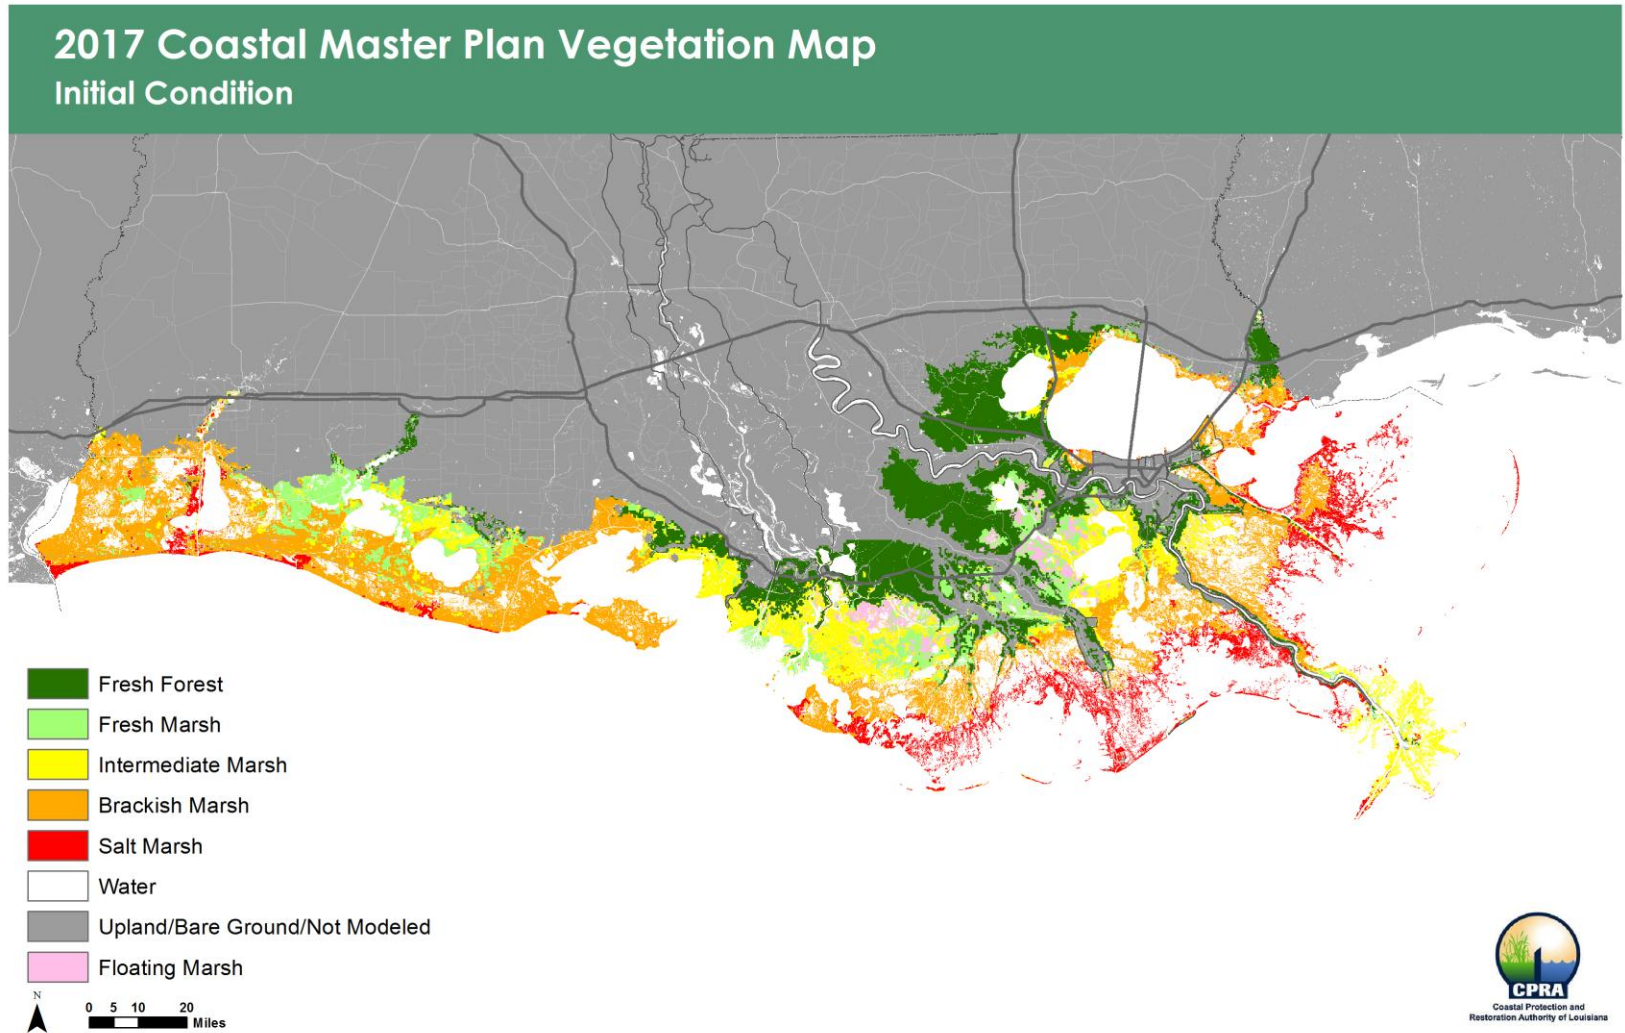 2017 Coastal Master Plan Vegetation Map
Initial Condition
Fresh Forest
Fresh Marsh
Intermediate Marsh
Brackish Marsh
Salt Marsh
Water
Upland/Bare Ground/Not Modeled
Floating Marsh
N
0 5 10 20
Miles
CPRA
Coastal Protection and
Restoration Authority of Louisiana